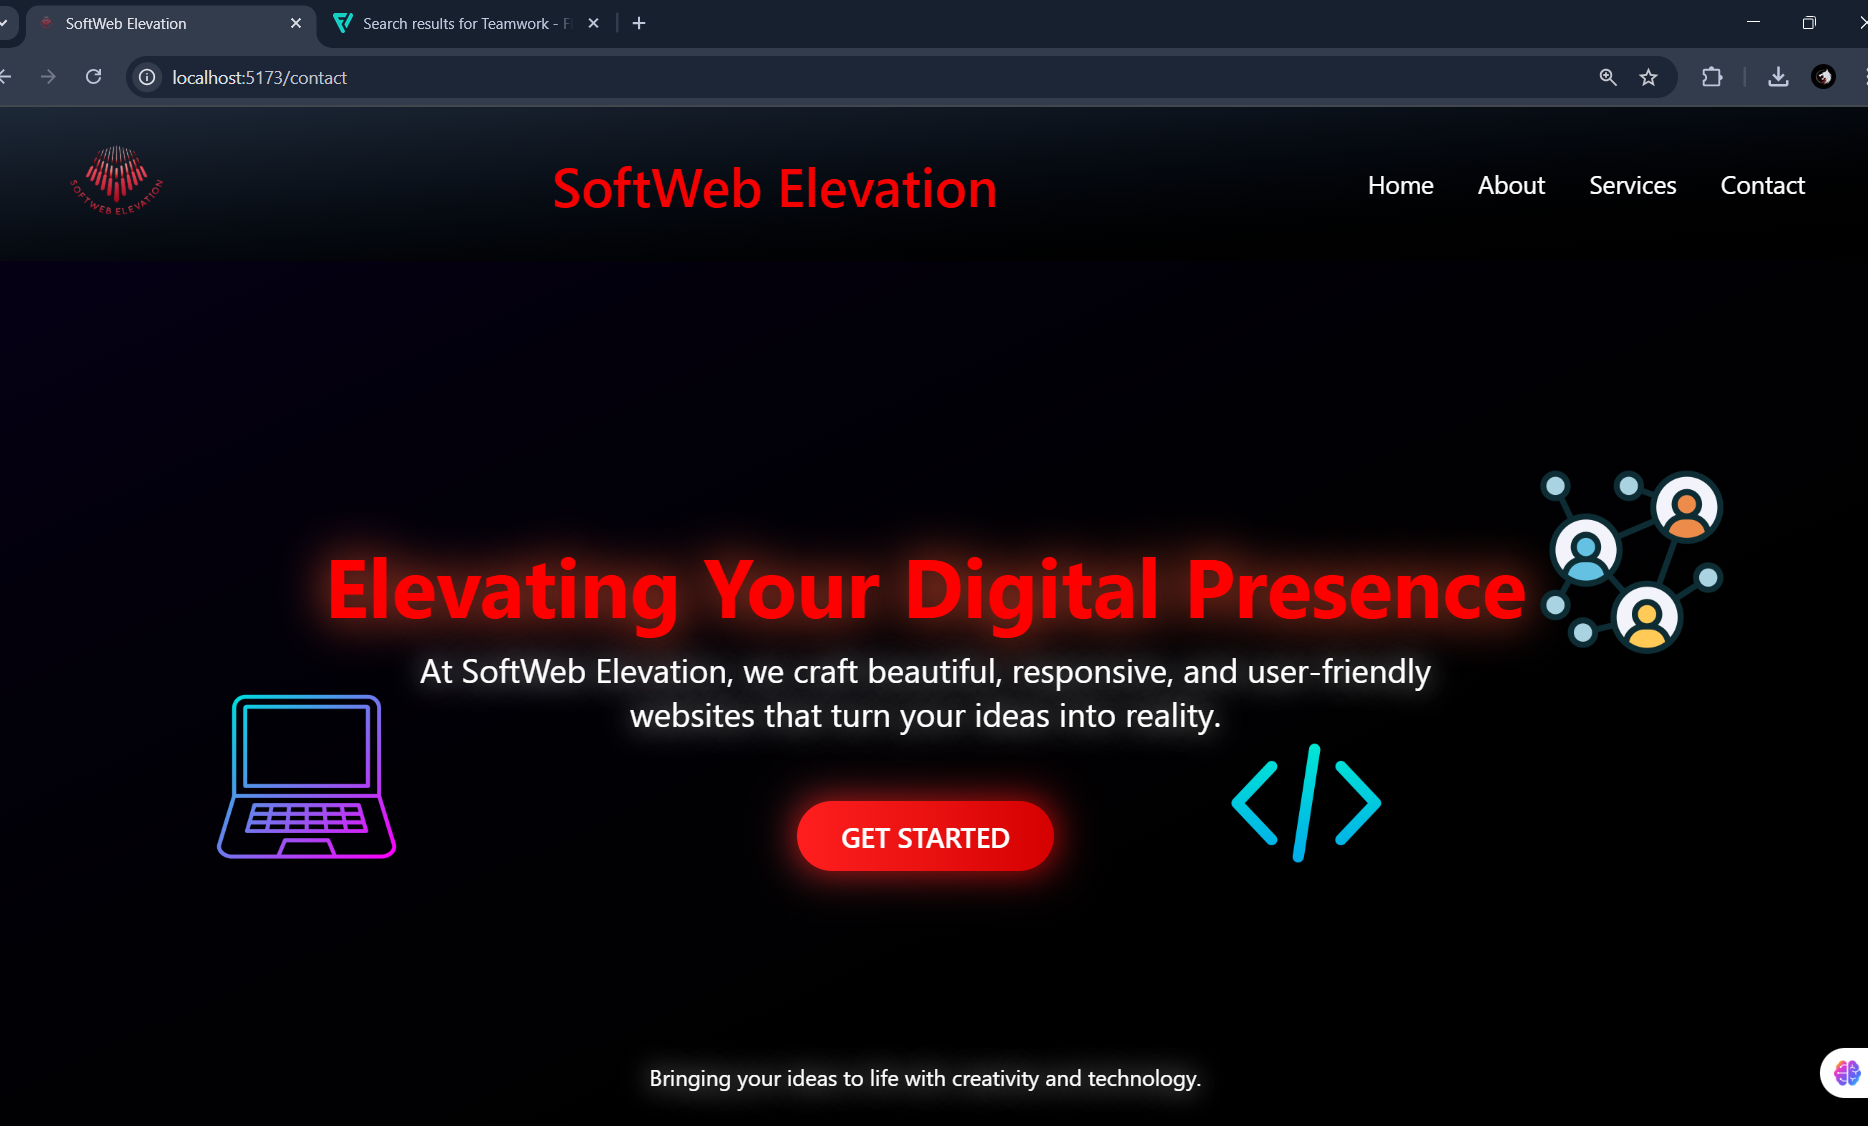 SoftWeb Elevation
Search results for Teamwork - F
localhost:5173/contact
SOFTWEB ELEVATION
SoftWeb Elevation
Home About Services Contact
Elevating Your Digital Presence
At SoftWeb Elevation, we craft beautiful, responsive, and user-friendly
websites that turn your ideas into reality.
GET STARTED
Bringing your ideas to life with creativity and technology.